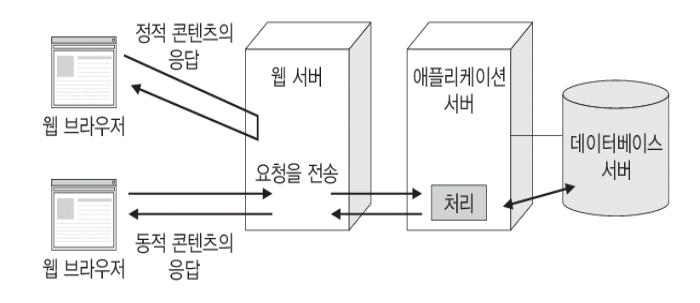 정적 콘텐츠의
응답
웹 브라우저
웹 서버
애플리케이션
서버
데이터베이스
서버
요청을 전송
처리
동적 콘텐츠의
응답
웹 브라우저